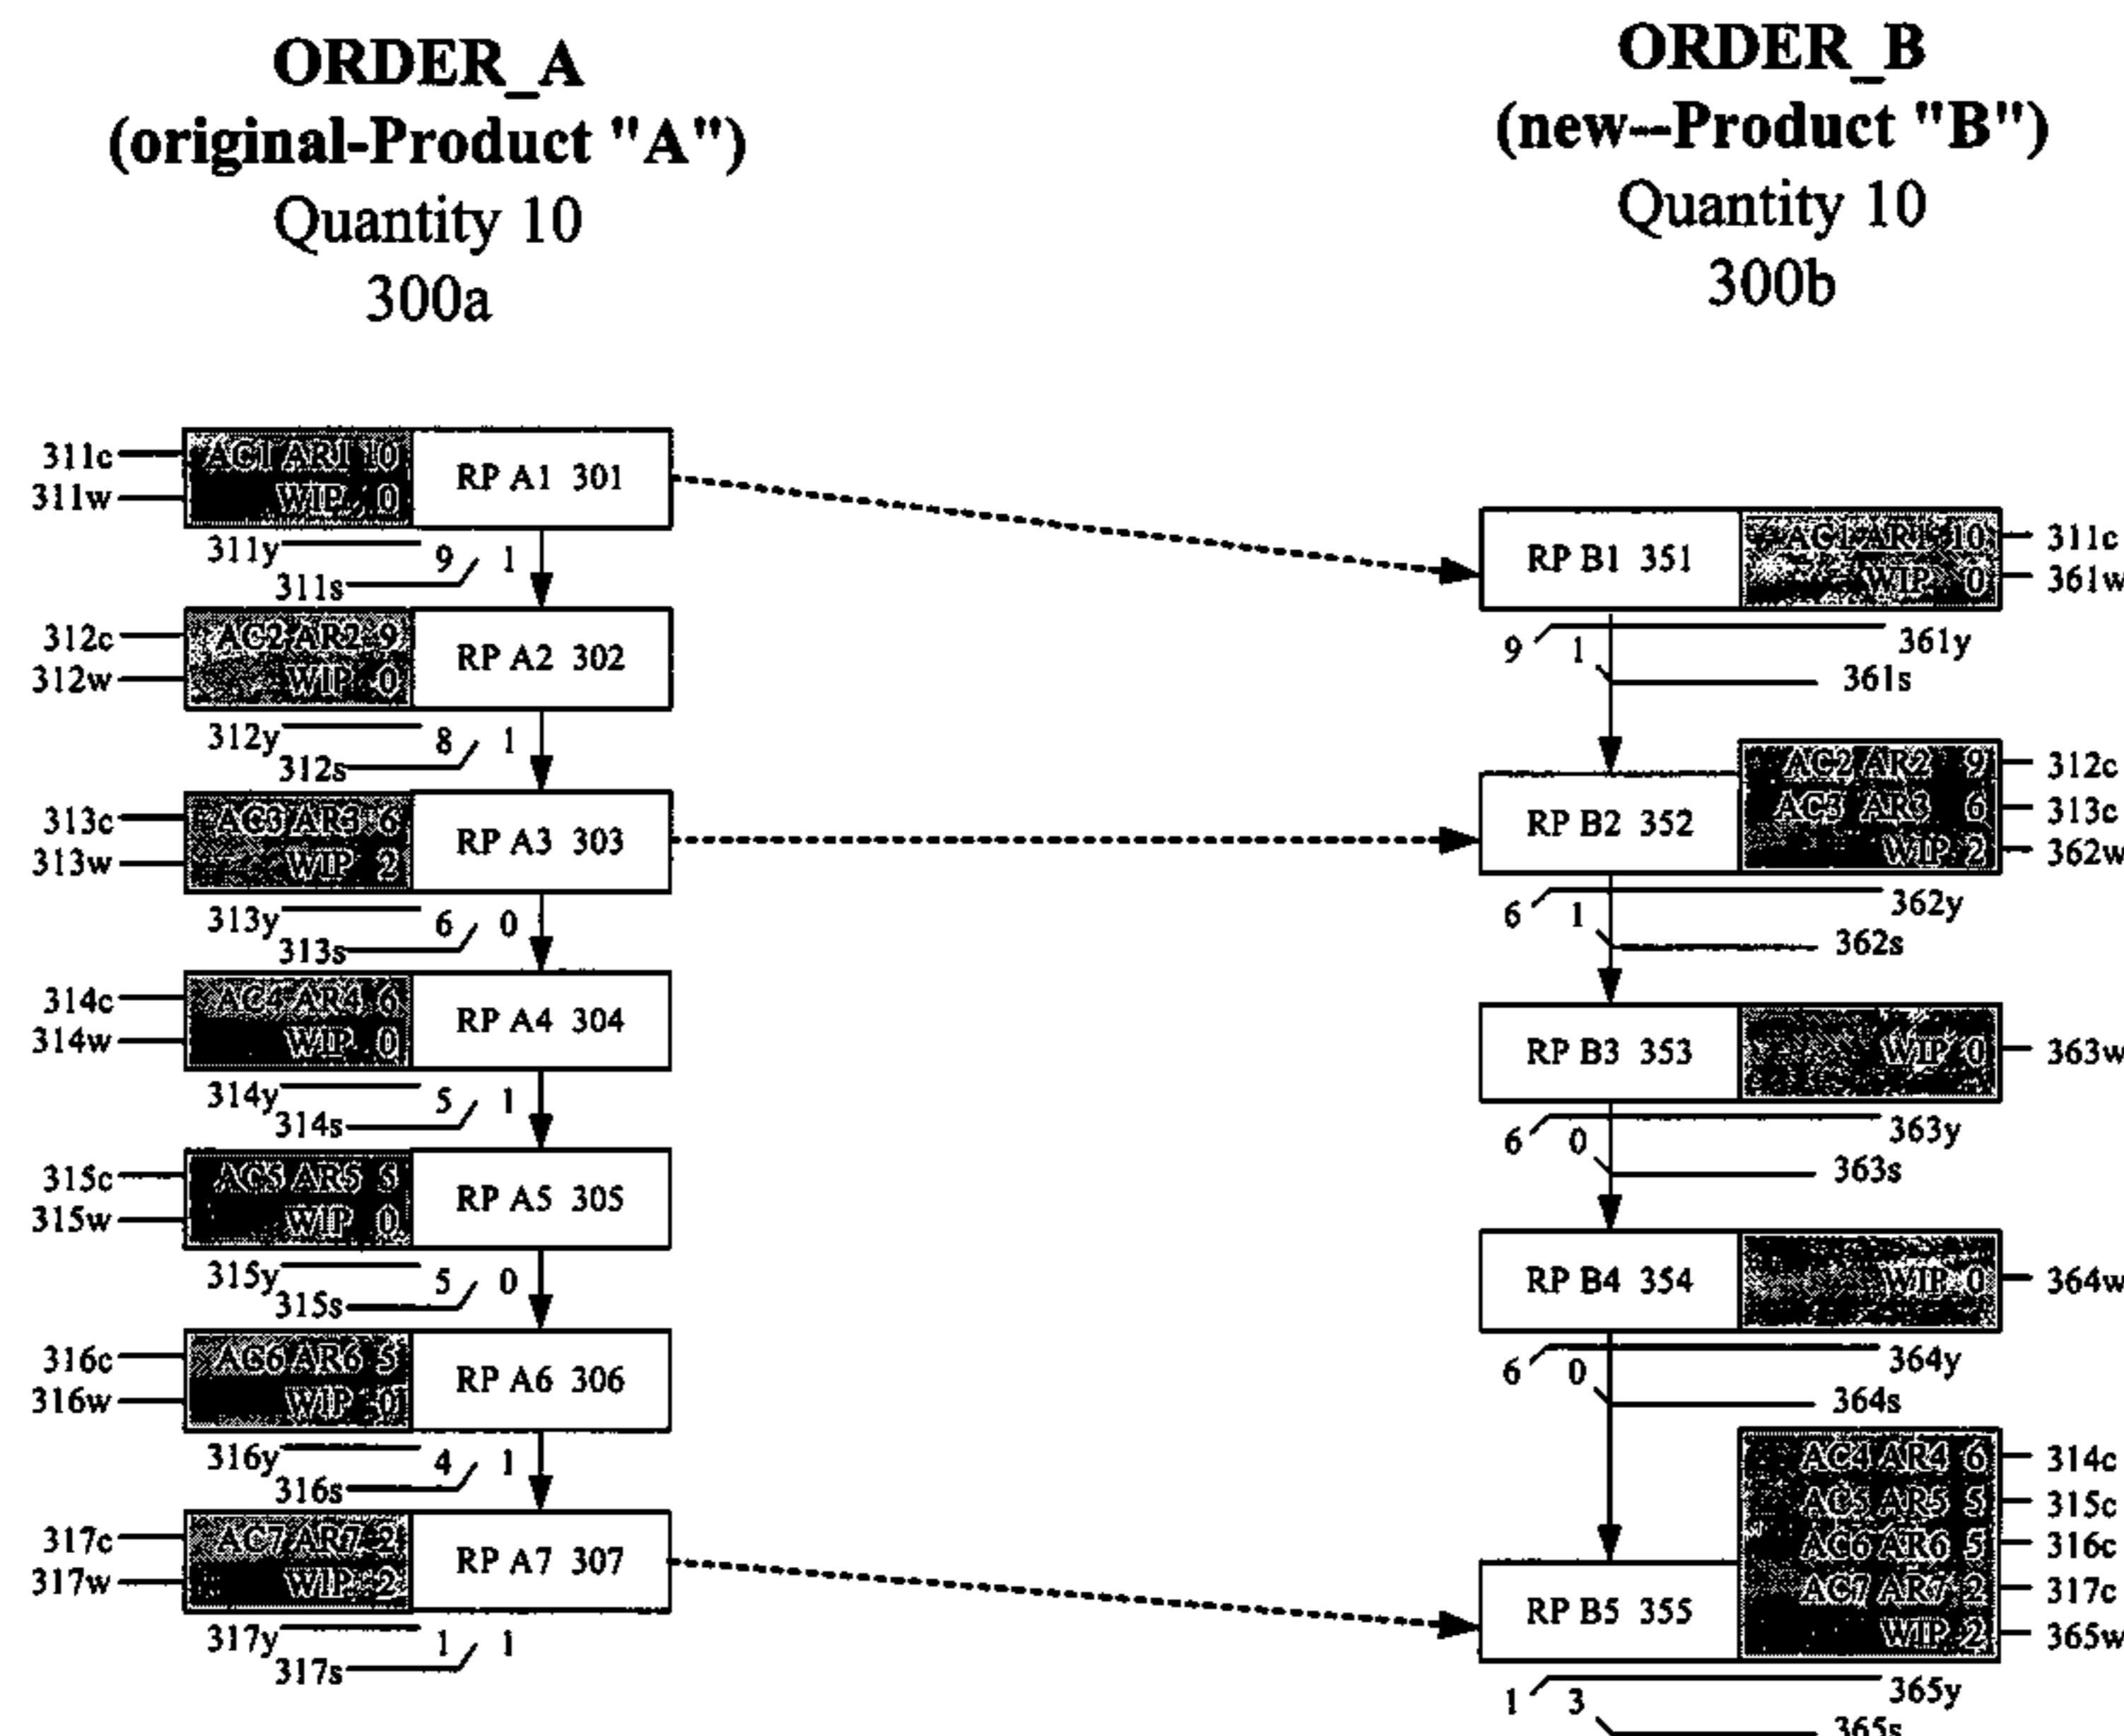 ORDER_A
(original-Product "A")
Quantity 10
300a
311c
311w
AC1 AR1 10
WIP 0
RP A1 301
311y
311s
9 1
312c
312w
AC2 AR2 9
WIP 0
RP A2 302
312y
312s
8 1
313c
313w
AC3 AR3 6
WIP 2
RP A3 303
313y
313s
6 0
314c
314w
AC4 AR4 6
WIP 0
RP A4 304
314y
314s
5 1
315c
315w
AC5 AR5 5
WIP 0
RP A5 305
315y
315s
5 0
316c
316w
AC6 AR6 5
WIP 0
RP A6 306
316y
316s
4 1
317c
317w
AC7 AR7 2
WIP 2
RP A7 307
317y
317s
1 1
ORDER_B
(new--Product "B")
Quantity 10
300b
RP B1 351
AC1 AR1 10
WIP 0
311c
361w
9 1
361y
361s
RP B2 352
AC2 AR2 9
AC3 AR3 6
WIP 2
312c
313c
362w
6 1
362y
362s
RP B3 353
WIP 0
363w
6 0
363y
363s
RP B4 354
WIP 0
364w
6 0
364y
364s
RP B5 355
AC4 AR4 6
AC5 AR5 5
AC6 AR6 5
AC7 AR7 2
WIP 2
314c
315c
316c
317c
365w
1 3
365y
365s